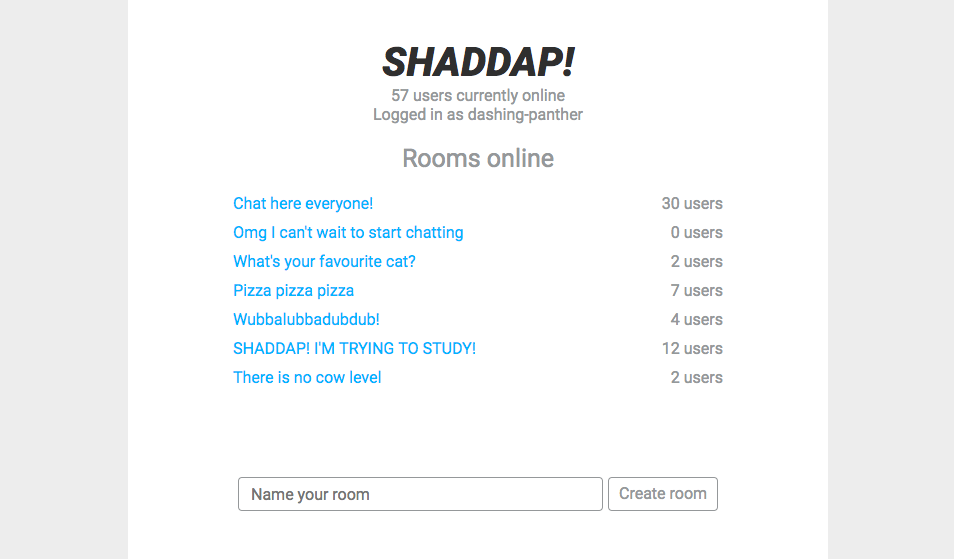 SHADDAP!
57 users currently online
Logged in as dashing-panther
Rooms online
Chat here everyone! 30 users
Omg I can't wait to start chatting 0 users
What's your favourite cat? 2 users
Pizza pizza pizza 7 users
Wubbalubbadubdub! 4 users
SHADDAP! I'M TRYING TO STUDY! 12 users
There is no cow level 2 users
Name your room Create room